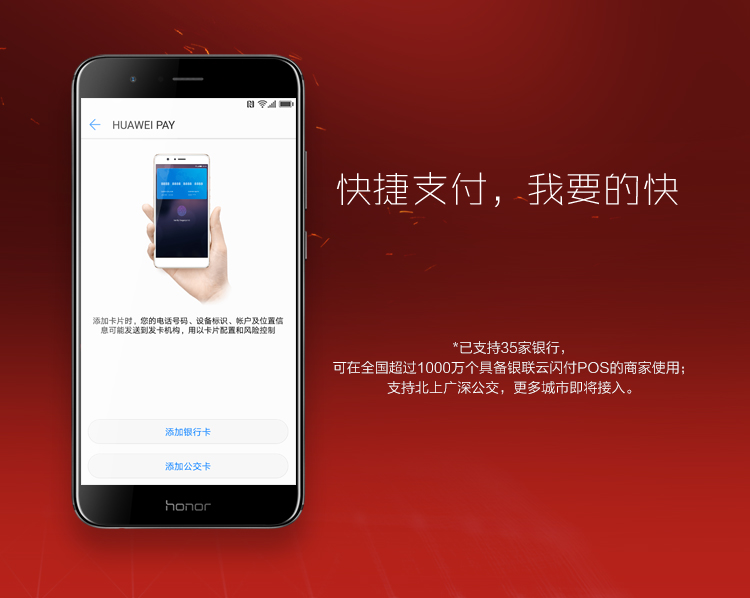 HUAWEI PAY
添加卡片时，您的电话号码、设备标识、帐户及位置信
息可能发送到发卡机构，用以卡片配置和风险控制
添加银行卡
添加公交卡
honor
快捷支付，我要的快
*已支持35家银行，
可在全国超过1000万个具备银联云闪付POS的商家使用；
支持北上广深公交，更多城市即将接入。